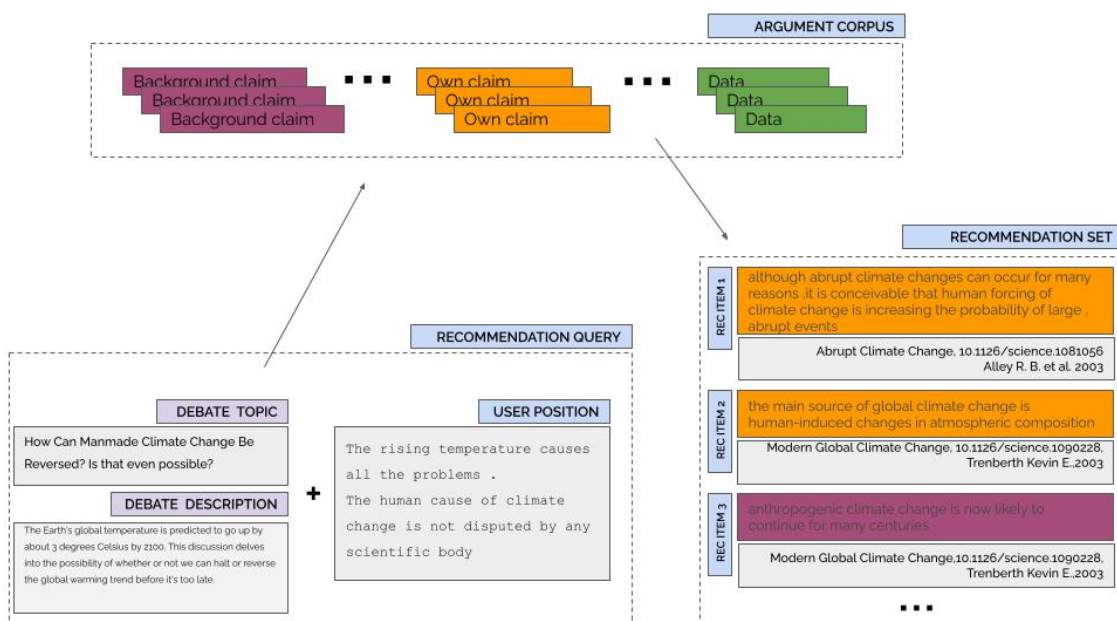 ARGUMENT CORPUS
Background claim
Background claim
Background claim
Own claim
Own claim
Own claim
Data
Data
Data
RECOMMENDATION QUERY
DEBATE TOPIC
How Can Manmade Climate Change Be
Reversed? Is that even possible?
DEBATE DESCRIPTION
The Earth's global temperature is predicted to go up by
about 3 degrees Celsius by 2100. This discussion delves
into the possibility of whether or not we can halt or reverse
the global warming trend before it's too late.
+
USER POSITION
The rising temperature causes
all the problems .
The human cause of climate
change is not disputed by any
scientific body
RECOMMENDATION SET
REC ITEM 1
although abrupt climate changes can occur for many
reasons ,it is conceivable that human forcing of
climate change is increasing the probability of large ,
abrupt events
Abrupt Climate Change, 10.1126/science.1081056
Alley R. B. et al. 2003
REC ITEM 2
the main source of global climate change is
human-induced changes in atmospheric composition
Modern Global Climate Change, 10.1126/science.1090228,
Trenberth Kevin E.,2003
REC ITEM 3
anthropogenic climate change is now likely to
continue for many centuries
Modern Global Climate Change,10.1126/science.1090228,
Trenberth Kevin E.,2003